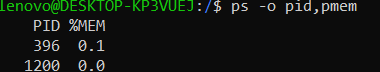 lenovo@DESKTOP-KP3VUEJ:/$ ps -o pid,pmem
PID %MEM
396 0.1
1200 0.0